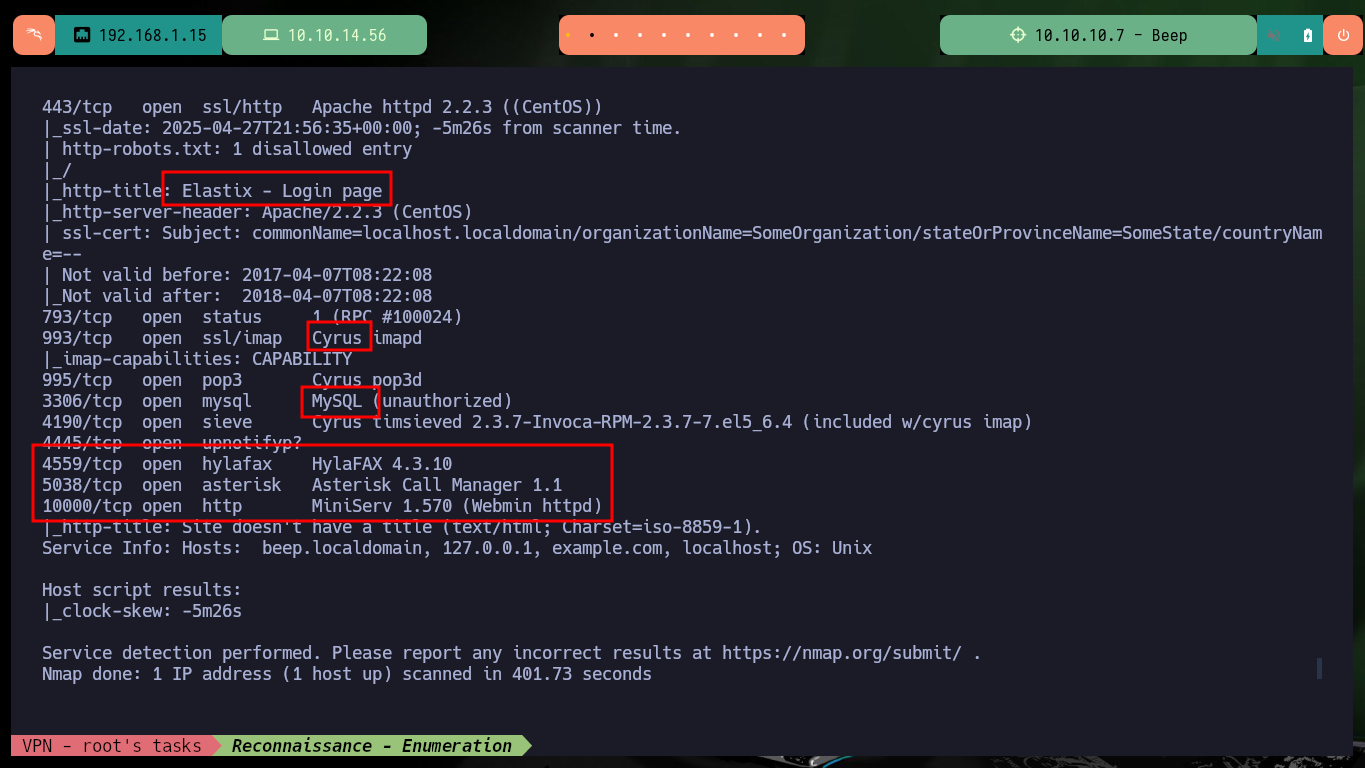 192.168.1.15
10.10.14.56
10.10.10.7 - Beep
443/tcp   open  ssl/http   Apache httpd 2.2.3 ((CentOS))
|_ssl-date: 2025-04-27T21:56:35+00:00; -5m26s from scanner time.
| http-robots.txt: 1 disallowed entry
|_/
|_http-title: Elastix - Login page
|_http-server-header: Apache/2.2.3 (CentOS)
| ssl-cert: Subject: commonName=localhost.localdomain/organizationName=SomeOrganization/stateOrProvinceName=SomeState/countryNam
e=--
| Not valid before: 2017-04-07T08:22:08
|_Not valid after:  2018-04-07T08:22:08
793/tcp   open  status     1 (RPC #100024)
993/tcp   open  ssl/imap   Cyrus imapd
|_imap-capabilities: CAPABILITY
995/tcp   open  pop3       Cyrus pop3d
3306/tcp  open  mysql      MySQL (unauthorized)
4190/tcp  open  sieve      Cyrus timsieved 2.3.7-Invoca-RPM-2.3.7-7.el5_6.4 (included w/cyrus imap)
4445/tcp  open  upnotifyp?
4559/tcp  open  hylafax    HylaFAX 4.3.10
5038/tcp  open  asterisk   Asterisk Call Manager 1.1
10000/tcp open  http       MiniServ 1.570 (Webmin httpd)
|_http-title: Site doesn't have a title (text/html; Charset=iso-8859-1).
Service Info: Hosts:  beep.localdomain, 127.0.0.1, example.com, localhost; OS: Unix
Host script results:
|_clock-skew: -5m26s
Service detection performed. Please report any incorrect results at https://nmap.org/submit/ .
Nmap done: 1 IP address (1 host up) scanned in 401.73 seconds
VPN - root's tasks   Reconnaissance - Enumeration